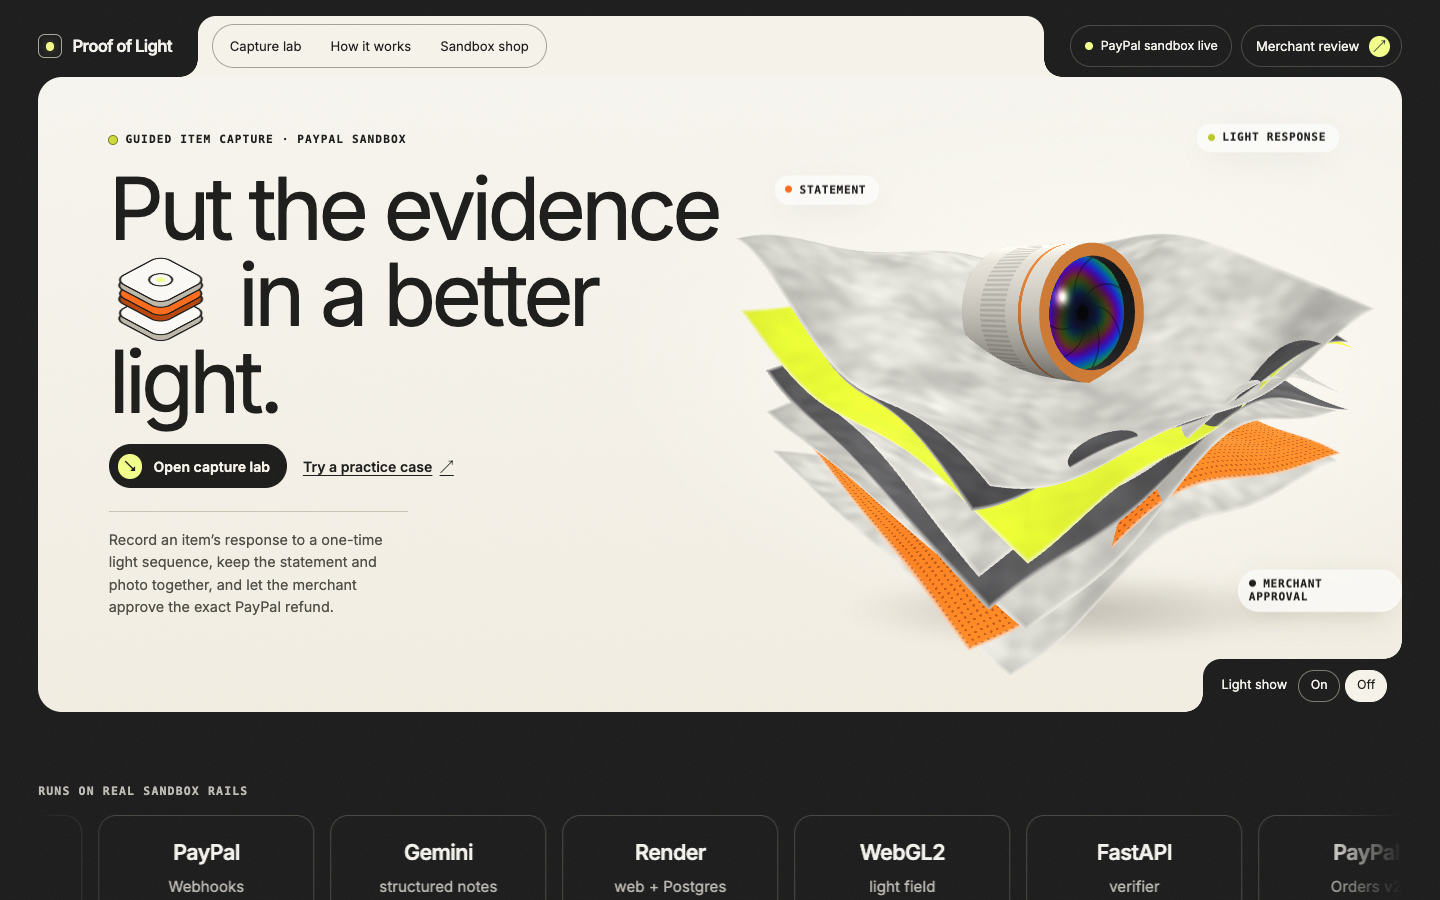 Proof of Light
Capture lab
How it works
Sandbox shop
PayPal sandbox live
Merchant review
GUIDED ITEM CAPTURE · PAYPAL SANDBOX
Put the evidence
in a better
light.
LIGHT RESPONSE
STATEMENT
Open capture lab
Try a practice case
Record an item's response to a one-time
light sequence, keep the statement and
photo together, and let the merchant
approve the exact PayPal refund.
MERCHANT
APPROVAL
Light show
On
Off
RUNS ON REAL SANDBOX RAILS
PayPal
Webhooks
Gemini
structured notes
Render
web + Postgres
WebGL2
light field
FastAPI
verifier
PayPal
Orders v2